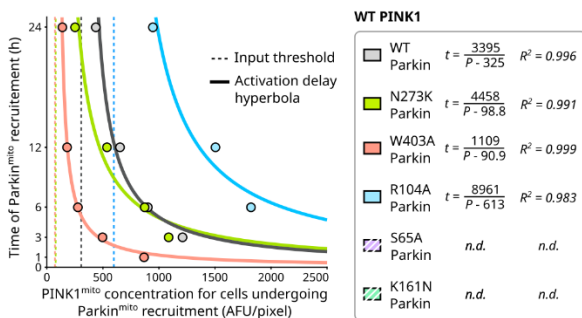 Time of Parkin^mito recruitement (h)
24
12
6
3
1
0
0
500
1000
1500
2000
2500
PINK1^mito concentration for cells undergoing
Parkin^mito recruitment (AFU/pixel)
Input threshold
Activation delay
hyperbola
WT PINK1
WT
Parkin
t = 3395 / P - 325
R² = 0.996
N273K
Parkin
t = 4458 / P - 98.8
R² = 0.991
W403A
Parkin
t = 1109 / P - 90.9
R² = 0.999
R104A
Parkin
t = 8961 / P - 613
R² = 0.983
S65A
Parkin
n.d.
n.d.
K161N
Parkin
n.d.
n.d.